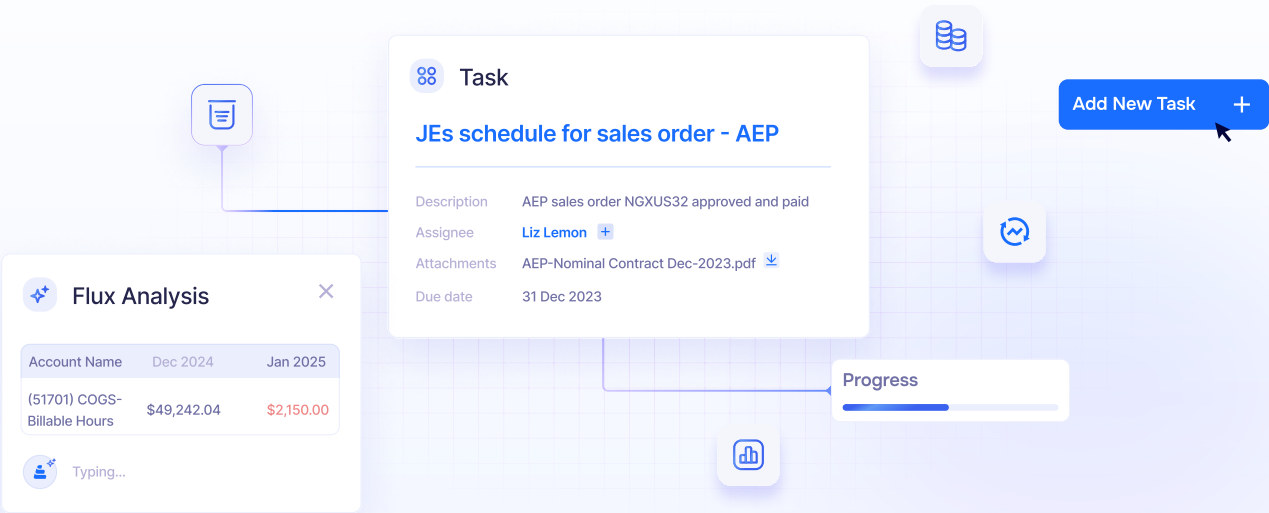 Task
Add New Task
JEs schedule for sales order - AEP
Description AEP sales order NGXUS32 approved and paid
Assignee Liz Lemon +
Attachments AEP-Nominal Contract Dec-2023.pdf
Due date 31 Dec 2023
Flux Analysis
Account Name Dec 2024 Jan 2025
(51701) COGS-
Billable Hours $49,242.04 $2,150.00
Typing...
Progress